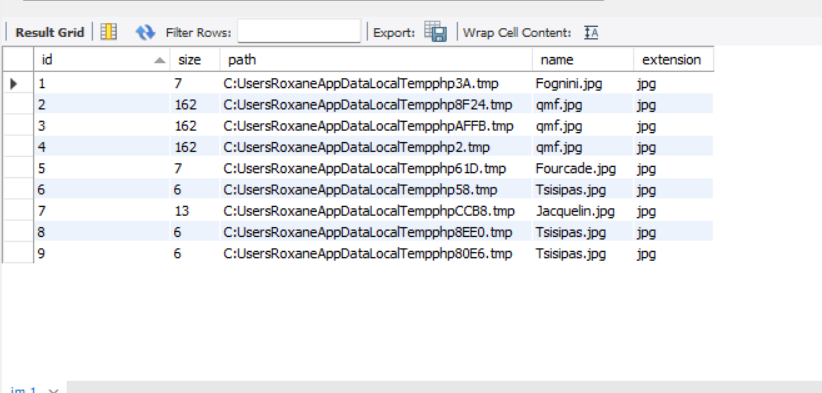 Result Grid Filter Rows: Export: Wrap Cell Content: IA
id size path name extension
1 7 C:UsersRoxaneAppDataLocalTempphp3A.tmp Fognini.jpg jpg
2 162 C:UsersRoxaneAppDataLocalTempphp8F24.tmp qmf.jpg jpg
3 162 C:UsersRoxaneAppDataLocalTempphpAFFB.tmp qmf.jpg jpg
4 162 C:UsersRoxaneAppDataLocalTempphp2.tmp qmf.jpg jpg
5 7 C:UsersRoxaneAppDataLocalTempphp61D.tmp Fourcade.jpg jpg
6 6 C:UsersRoxaneAppDataLocalTempphp58.tmp Tsisipas.jpg jpg
7 13 C:UsersRoxaneAppDataLocalTempphpCCB8.tmp Jacquelin.jpg jpg
8 6 C:UsersRoxaneAppDataLocalTempphp8EE0.tmp Tsisipas.jpg jpg
9 6 C:UsersRoxaneAppDataLocalTempphp80E6.tmp Tsisipas.jpg jpg
im 1